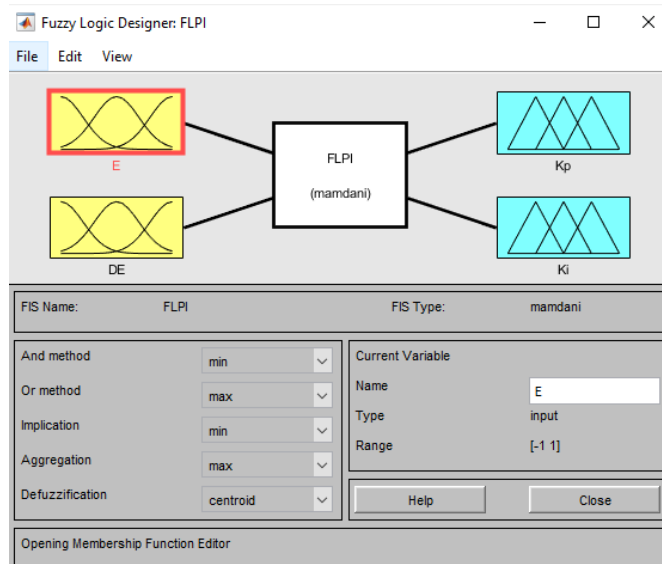 Fuzzy Logic Designer: FLPI
File Edit View
E
DE
FLPI
(mamdani)
Kp
Ki
FIS Name: FLPI FIS Type: mamdani
And method min
Or method max
Implication min
Aggregation max
Defuzzification centroid
Current Variable
Name E
Type input
Range [-1 1]
Help Close
Opening Membership Function Editor